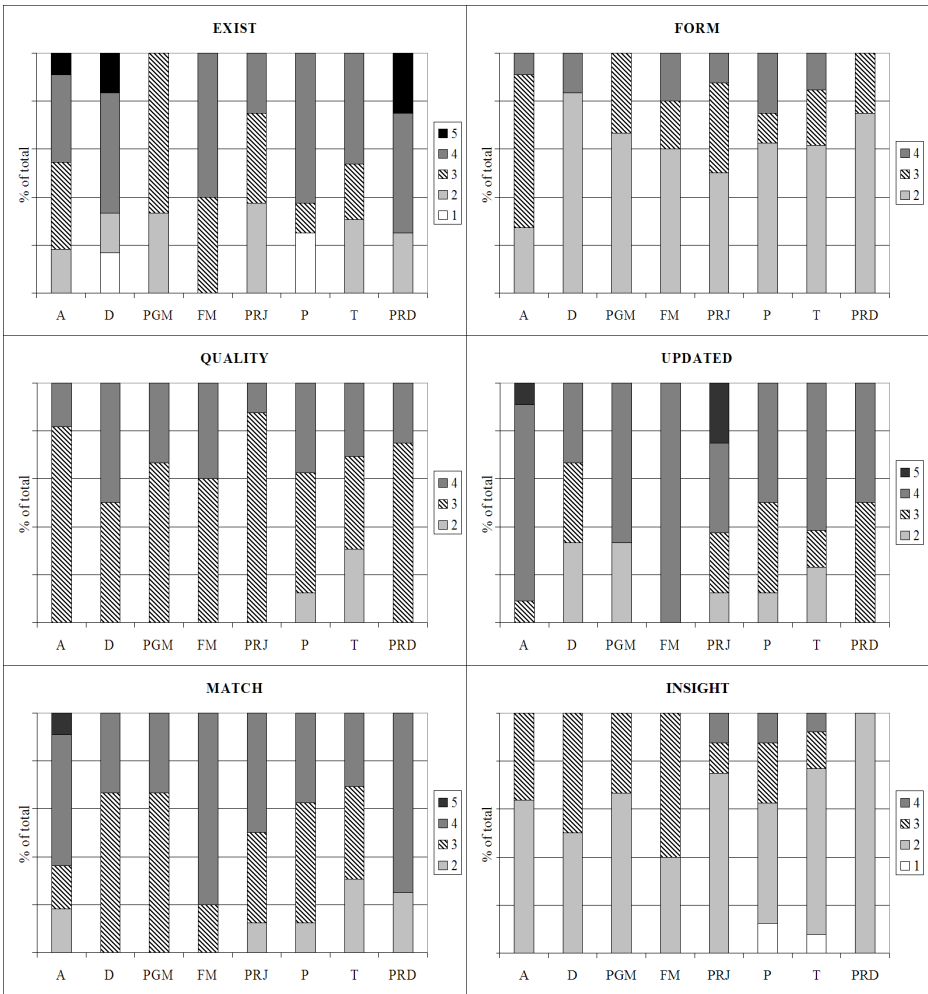 EXIST
% of total
5
4
3
2
1
A D PGM FM PRJ P T PRD
FORM
% of total
4
3
2
A D PGM FM PRJ P T PRD
QUALITY
% of total
4
3
2
A D PGM FM PRJ P T PRD
UPDATED
% of total
5
4
3
2
A D PGM FM PRJ P T PRD
MATCH
% of total
5
4
3
2
A D PGM FM PRJ P T PRD
INSIGHT
% of total
4
3
2
1
A D PGM FM PRJ P T PRD